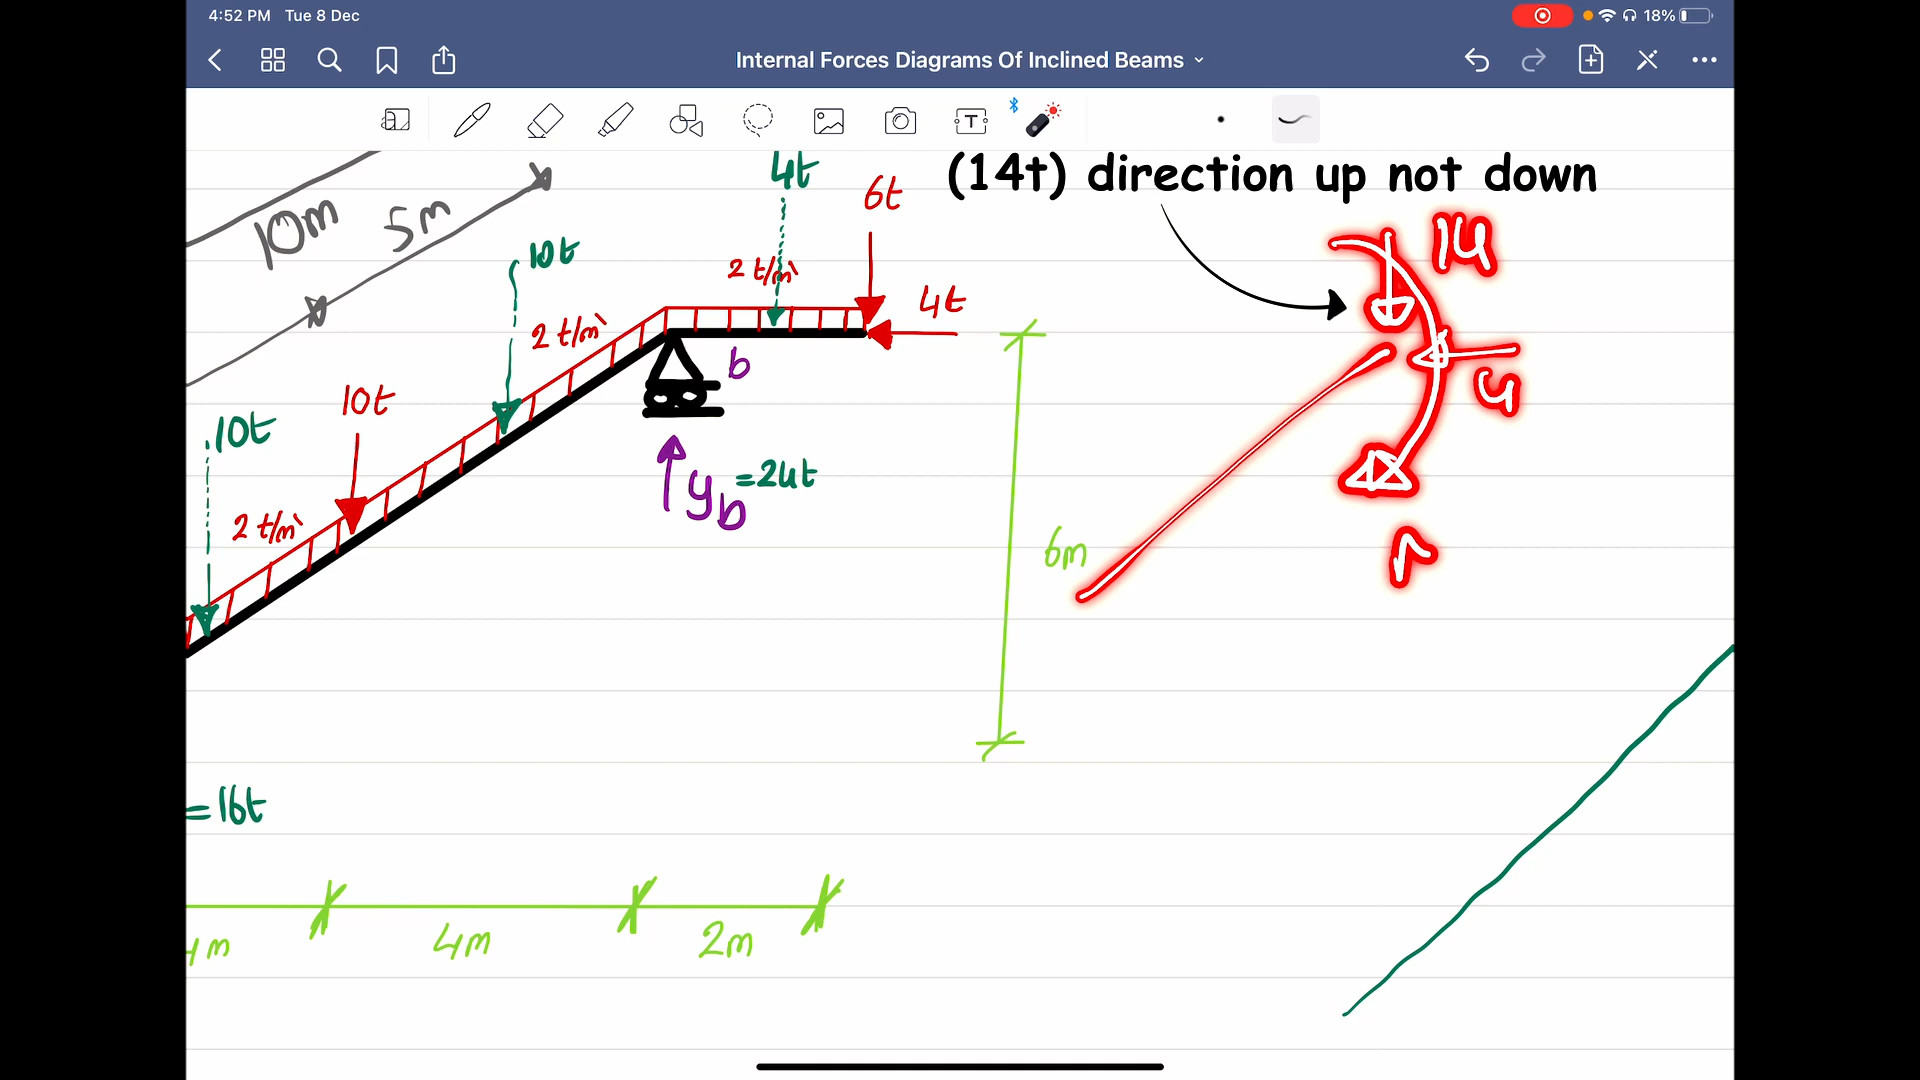 4:52 PM Tue 8 Dec
18%
Internal Forces Diagrams Of Inclined Beams
T
(14t) direction up not down
4t
6t
10m
5m
10t
14
2 t/m`
4t
2 t/m`
b
4
10t
10t
yb =24t
2 t/m`
6m
=16t
4m
4m
2m